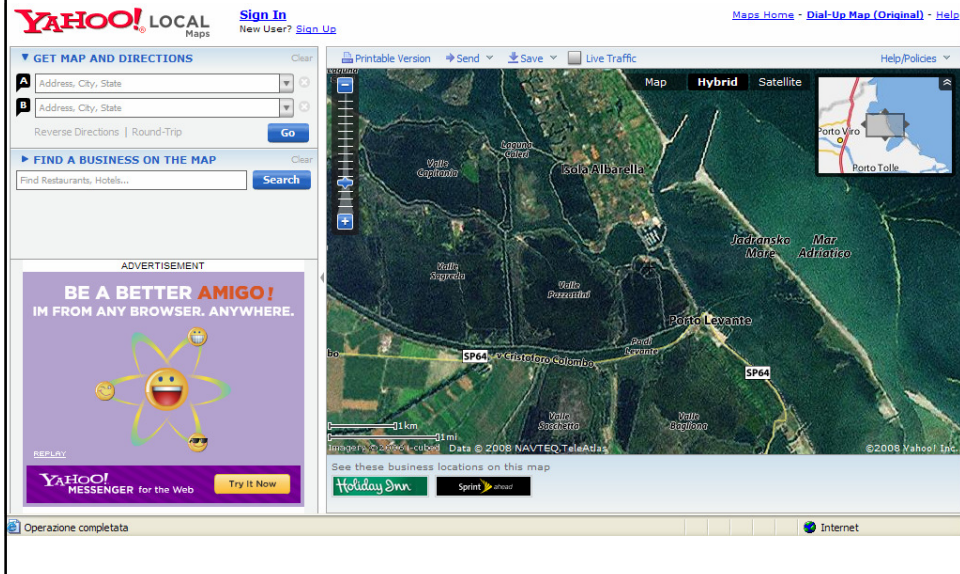 YAHOO! LOCAL
Maps
Sign In
New User? Sign Up
Maps Home - Dial-Up Map (Original) - Help
GET MAP AND DIRECTIONS
Clear
A
Address, City, State
B
Address, City, State
Reverse Directions | Round-Trip
Go
FIND A BUSINESS ON THE MAP
Clear
Find Restaurants, Hotels...
Search
ADVERTISEMENT
BE A BETTER AMIGO!
IM FROM ANY BROWSER. ANYWHERE.
REPLAY
YAHOO!
MESSENGER for the Web
Try It Now
Printable Version
Send
Save
Live Traffic
Help/Policies
Map
Hybrid
Satellite
Porto Viro
Porto Tolle
Laguna
Caleri
Valle
Capitania
Isola Albarella
Jadransko
More
Mar
Adriatico
Valle
Sagreda
Valle
Pozzatini
Porto Levante
Po di
Levante
SP64
v Cristoforo Colombo
SP64
Valle
Sacchetta
Valle
Bagliona
1km
1mi
Data © 2008 NAVTEQ, TeleAtlas
©2008 Yahoo! Inc.
See these business locations on this map
Holiday Inn
Sprint ahead
Operazione completata
Internet